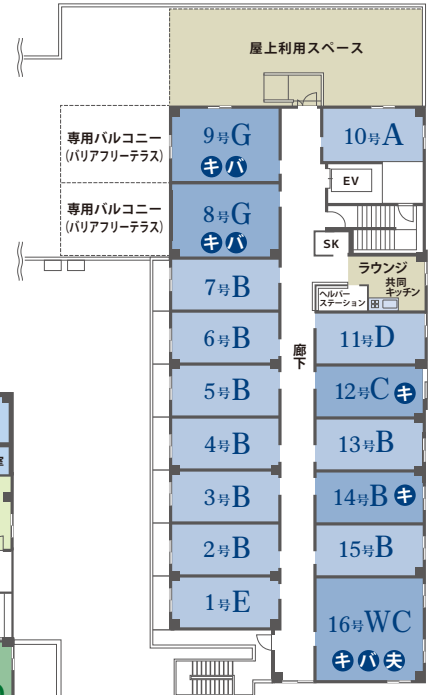 屋上利用スペース
専用バルコニー
(バリアフリーテラス)
9号G
キ バ
10号A
EV
専用バルコニー
(バリアフリーテラス)
8号G
キ バ
SK
ラウンジ
共同
キッチン
ヘルパー
ステーション
7号B
6号B
5号B
4号B
3号B
2号B
1号E
廊下
11号D
12号C キ
13号B
14号B キ
15号B
16号WC
キ バ 夫
室